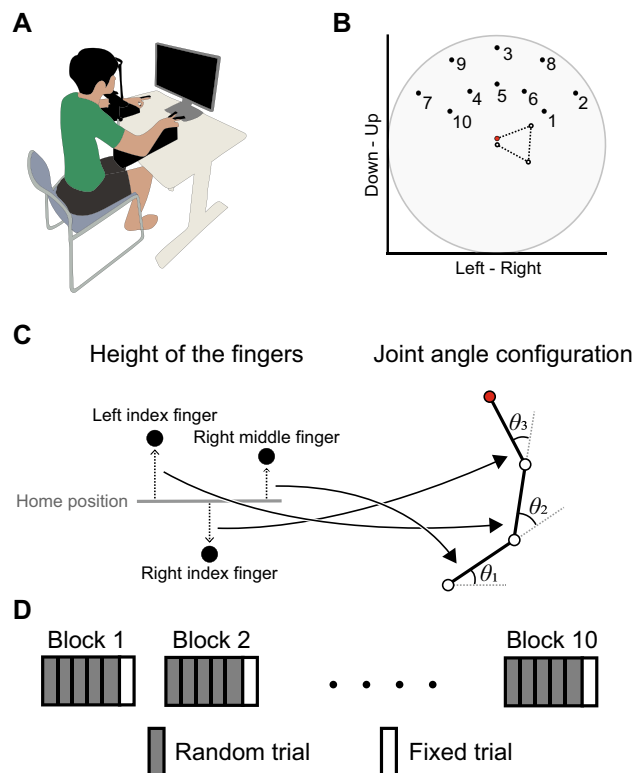 A
B
3
9
8
5
7
4
6
2
10
1
Down - Up
Left - Right
C
Height of the fingers
Joint angle configuration
Left index finger
Right middle finger
Home position
Right index finger
θ3
θ2
θ1
D
Block 1
Block 2
Block 10
Random trial
Fixed trial